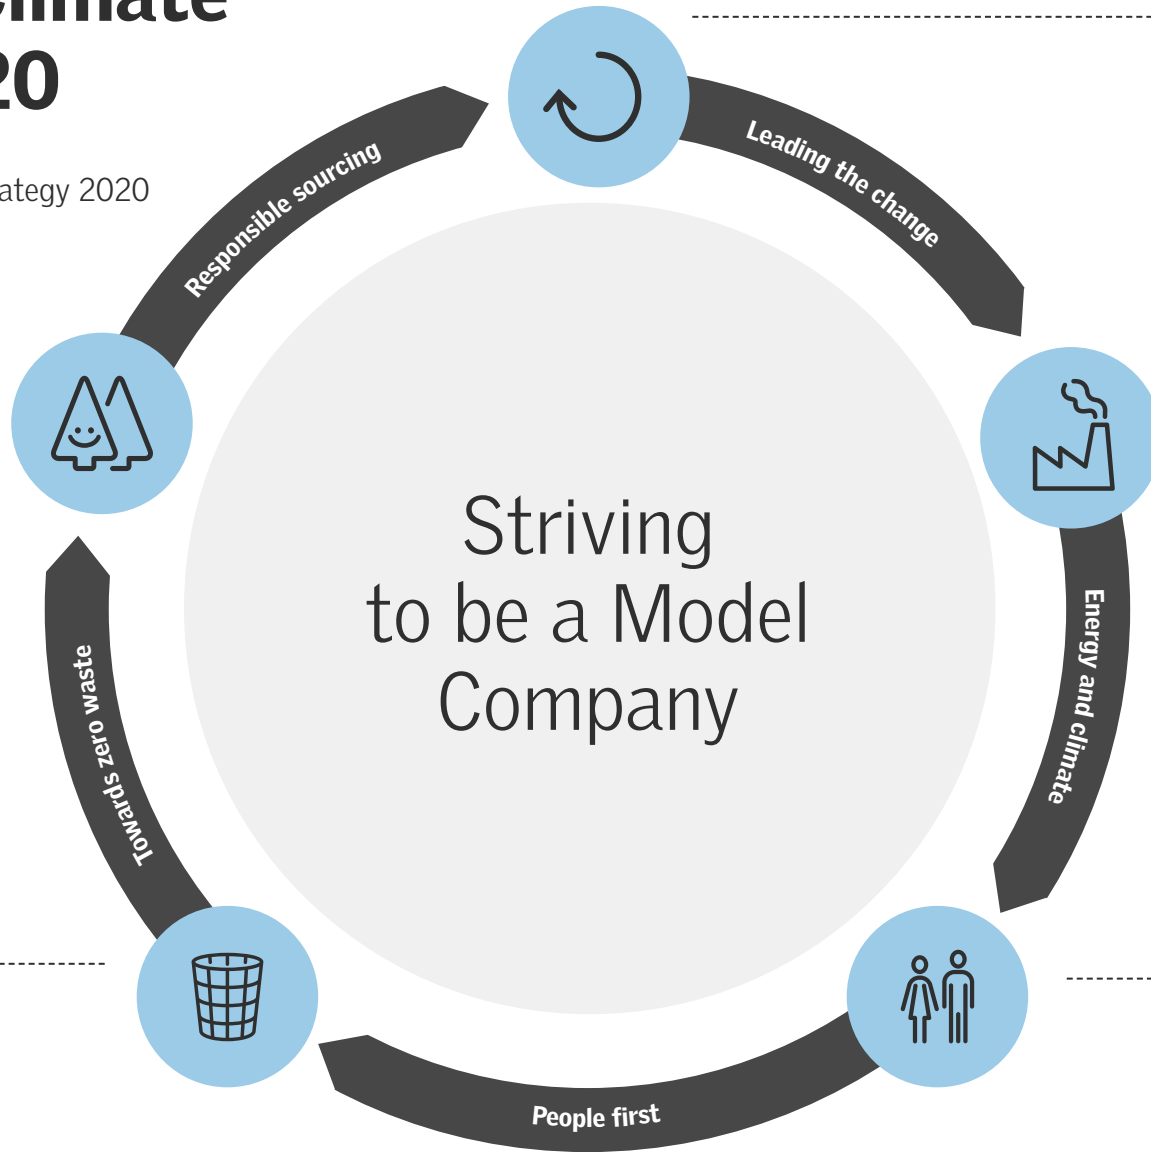 climate
20
ategy 2020
Leading the change
Responsible sourcing
Striving
to be a Model
Company
Energy and climate
Towards zero waste
People first